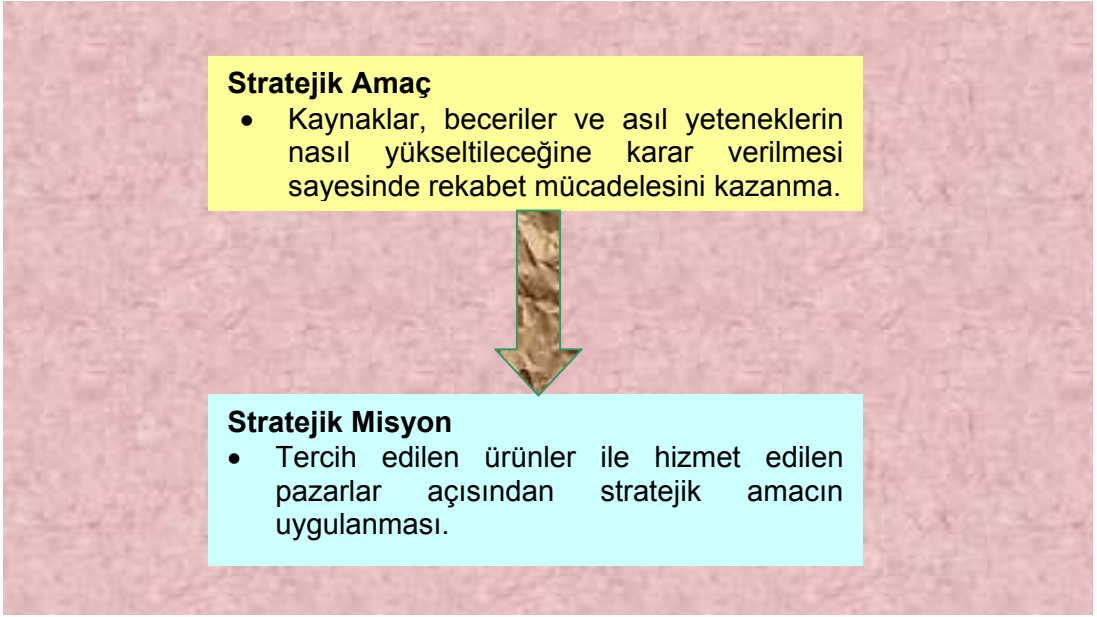 Stratejik Amaç
• Kaynaklar, beceriler ve asıl yeteneklerin
nasıl yükseltileceğine karar verilmesi
sayesinde rekabet mücadelesini kazanma.
Stratejik Misyon
• Tercih edilen ürünler ile hizmet edilen
pazarlar açısından stratejik amacın
uygulanması.